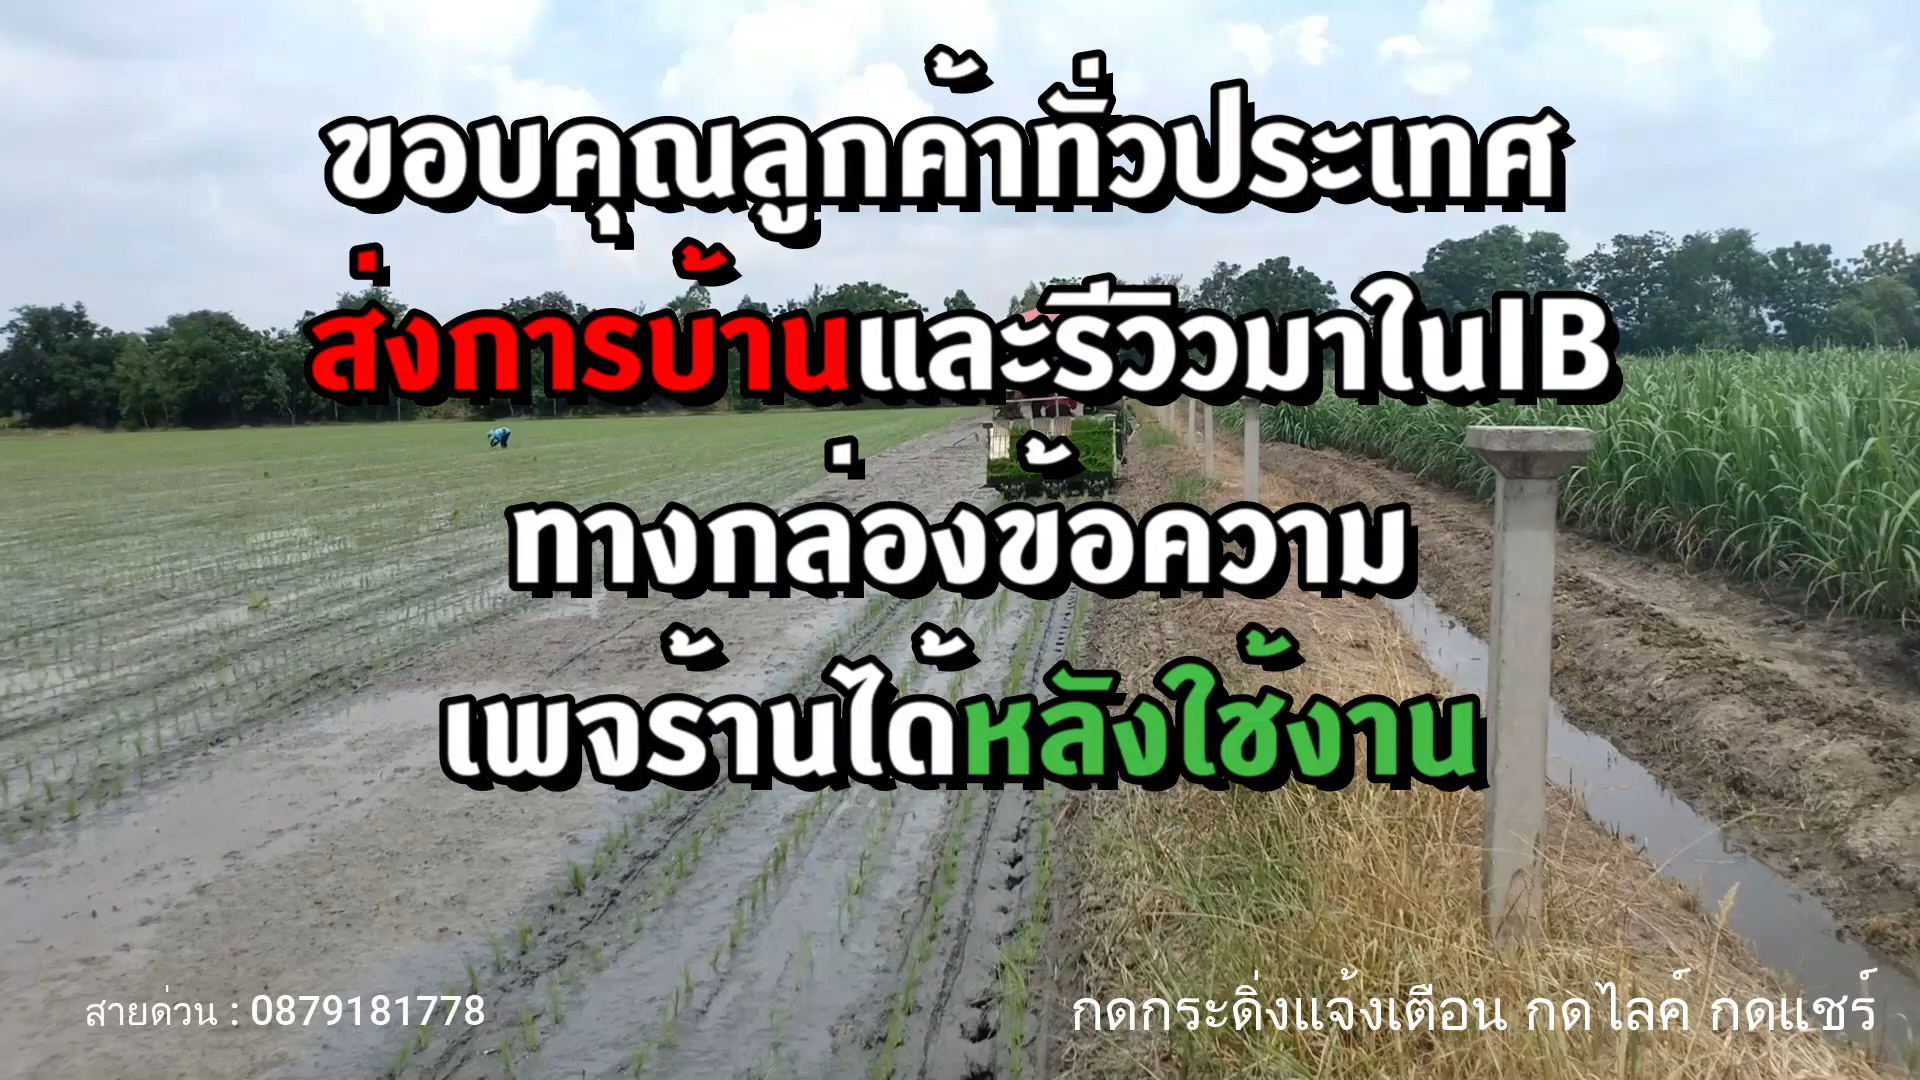 ขอบคุณลูกค้าทั่วประเทศ
ส่งการบ้านและรีวิวมาในIB
ทางกล่องข้อความ
เพจร้านได้หลังใช้งาน
สายด่วน : 0879181778
กดกระดิ่งแจ้งเตือน กดไลค์ กดแชร์